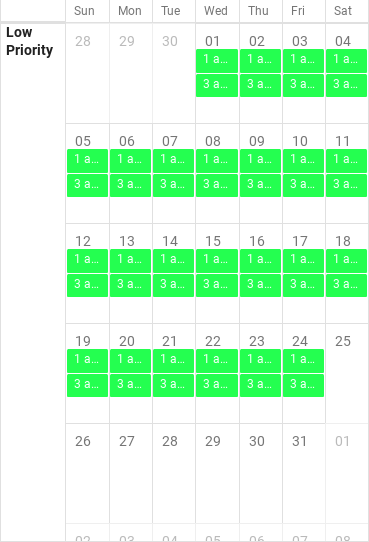 Sun Mon Tue Wed Thu Fri Sat
Low
Priority
28 29 30 01 02 03 04
1 a... 1 a... 1 a... 1 a...
3 a... 3 a... 3 a... 3 a...
05 06 07 08 09 10 11
1 a... 1 a... 1 a... 1 a... 1 a... 1 a... 1 a...
3 a... 3 a... 3 a... 3 a... 3 a... 3 a... 3 a...
12 13 14 15 16 17 18
1 a... 1 a... 1 a... 1 a... 1 a... 1 a... 1 a...
3 a... 3 a... 3 a... 3 a... 3 a... 3 a... 3 a...
19 20 21 22 23 24 25
1 a... 1 a... 1 a... 1 a... 1 a... 1 a...
3 a... 3 a... 3 a... 3 a... 3 a... 3 a...
26 27 28 29 30 31 01
02 03 04 05 06 07 08